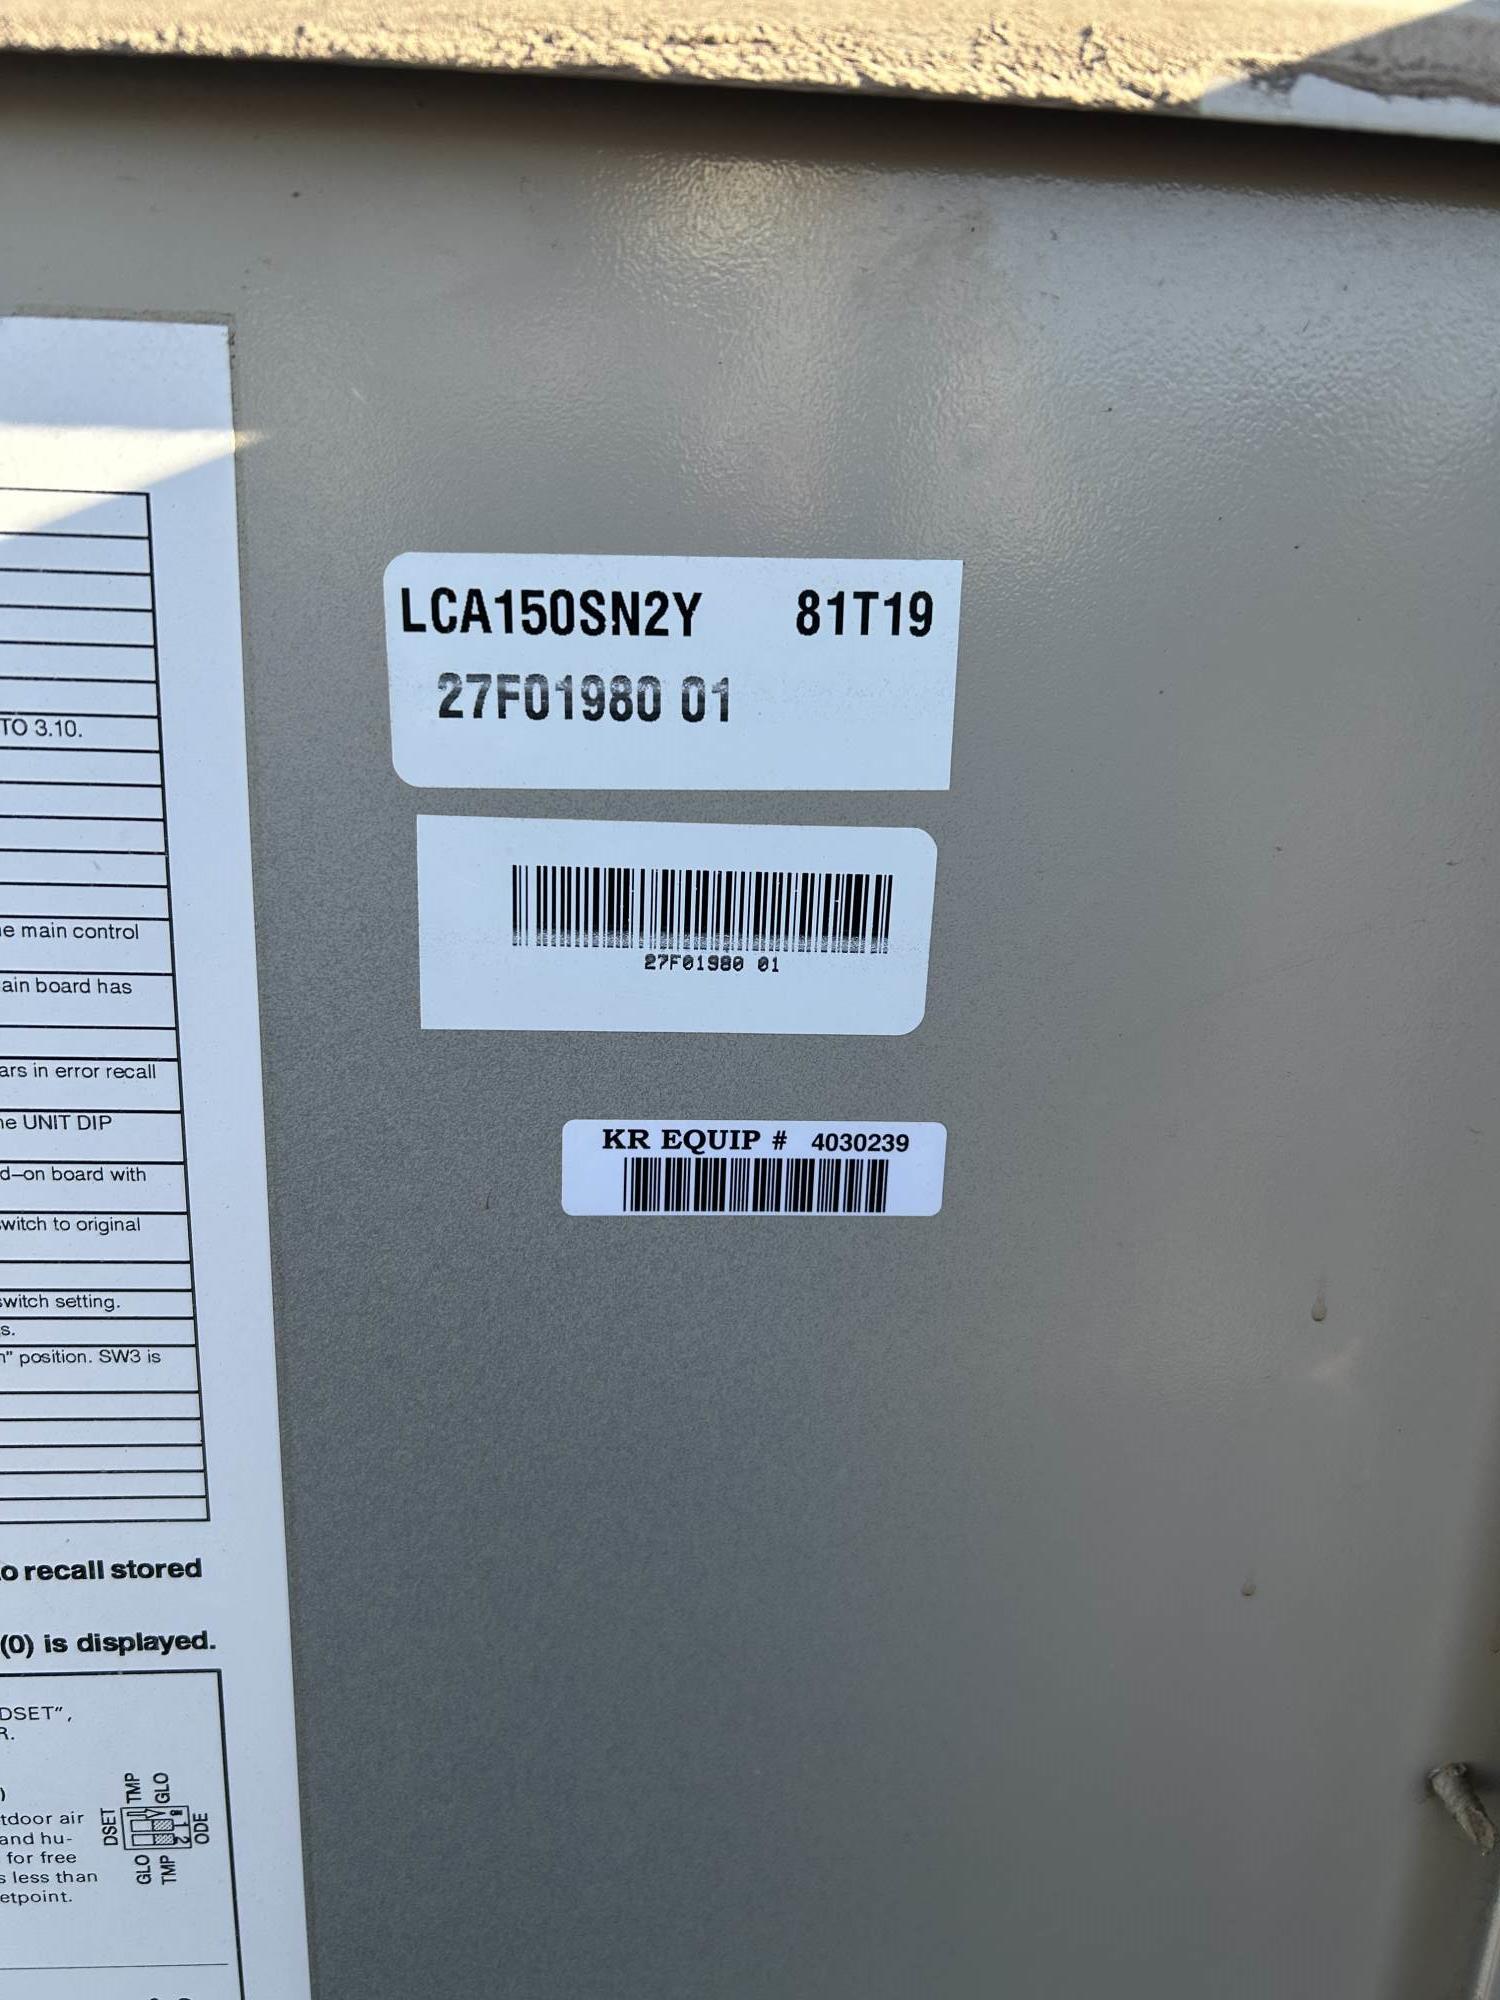 LCA150SN2Y 81T19
27F01980 01
27F01980 01
KR EQUIP # 4030239
TO 3.10.
e main control
ain board has
ars in error recall
he UNIT DIP
d–on board with
witch to original
switch setting.
s.
n" position. SW3 is
o recall stored
(0) is displayed.
DSET",
R.
)
tdoor air
and hu-
for free
s less than
etpoint.
DSET
TMP
GLO
GLO
TMP
ODE
1
2